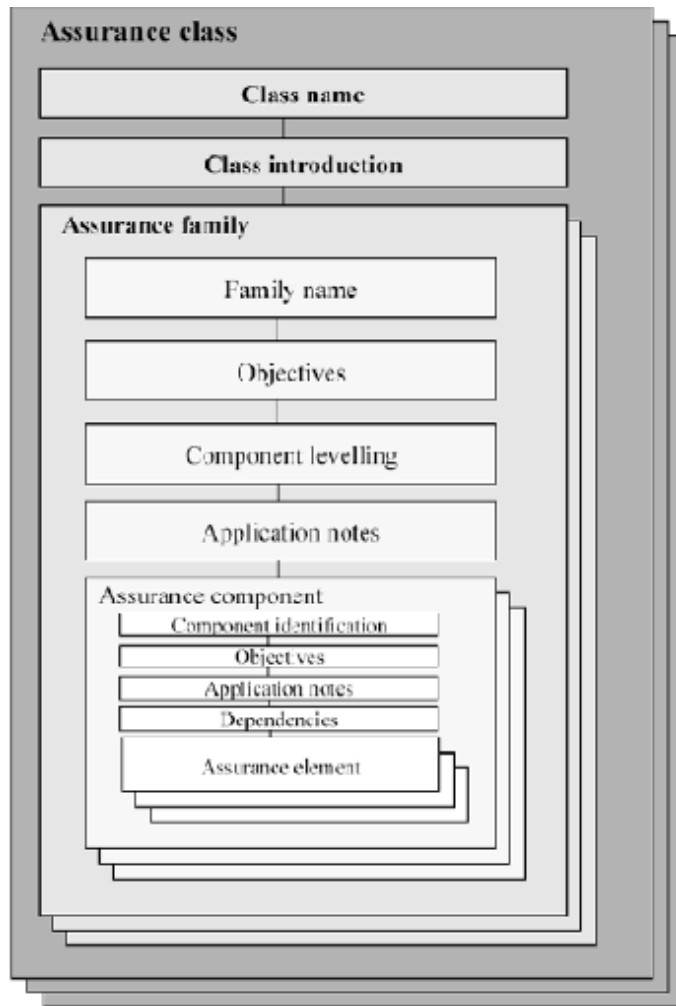 Assurance class
Class name
Class introduction
Assurance family
Family name
Objectives
Component levelling
Application notes
Assurance component
Component identification
Objectives
Application notes
Dependencies
Assurance element